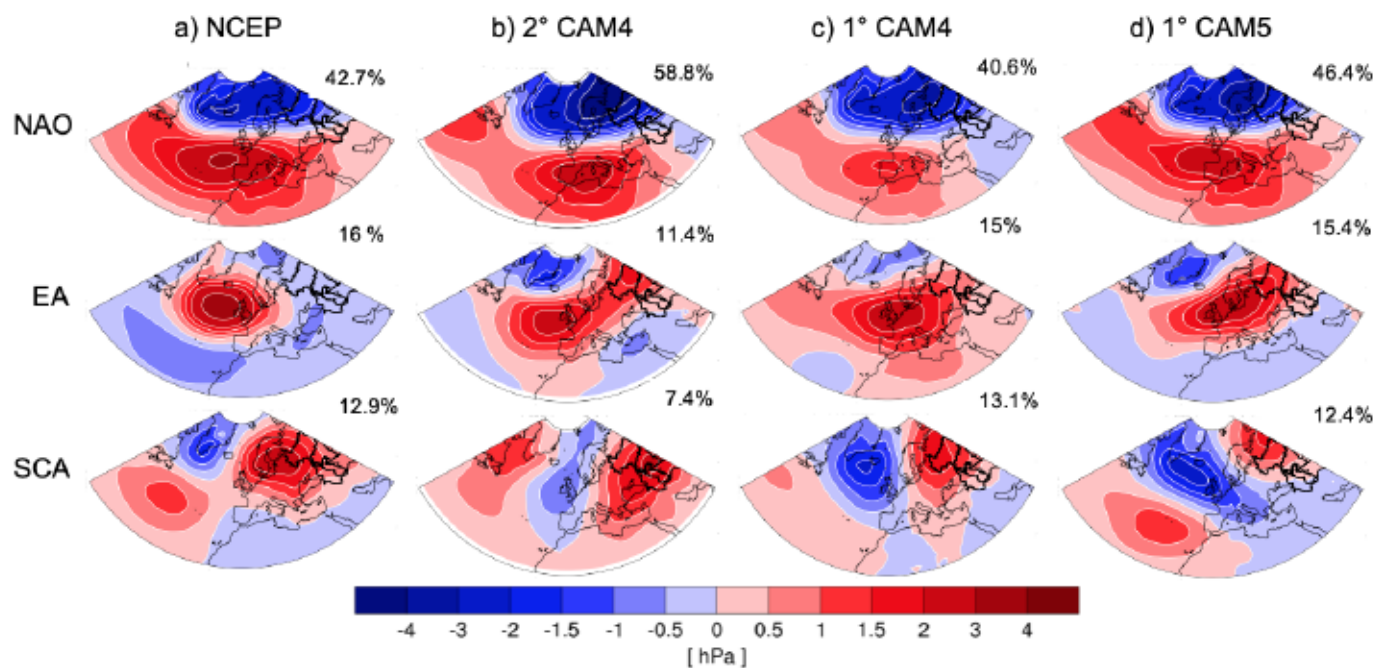 a) NCEP b) 2° CAM4 c) 1° CAM4 d) 1° CAM5
NAO 42.7% 58.8% 40.6% 46.4%
EA 16 % 11.4% 15% 15.4%
SCA 12.9% 7.4% 13.1% 12.4%
-4 -3 -2 -1.5 -1 -0.5 0 0.5 1 1.5 2 3 4
[ hPa ]